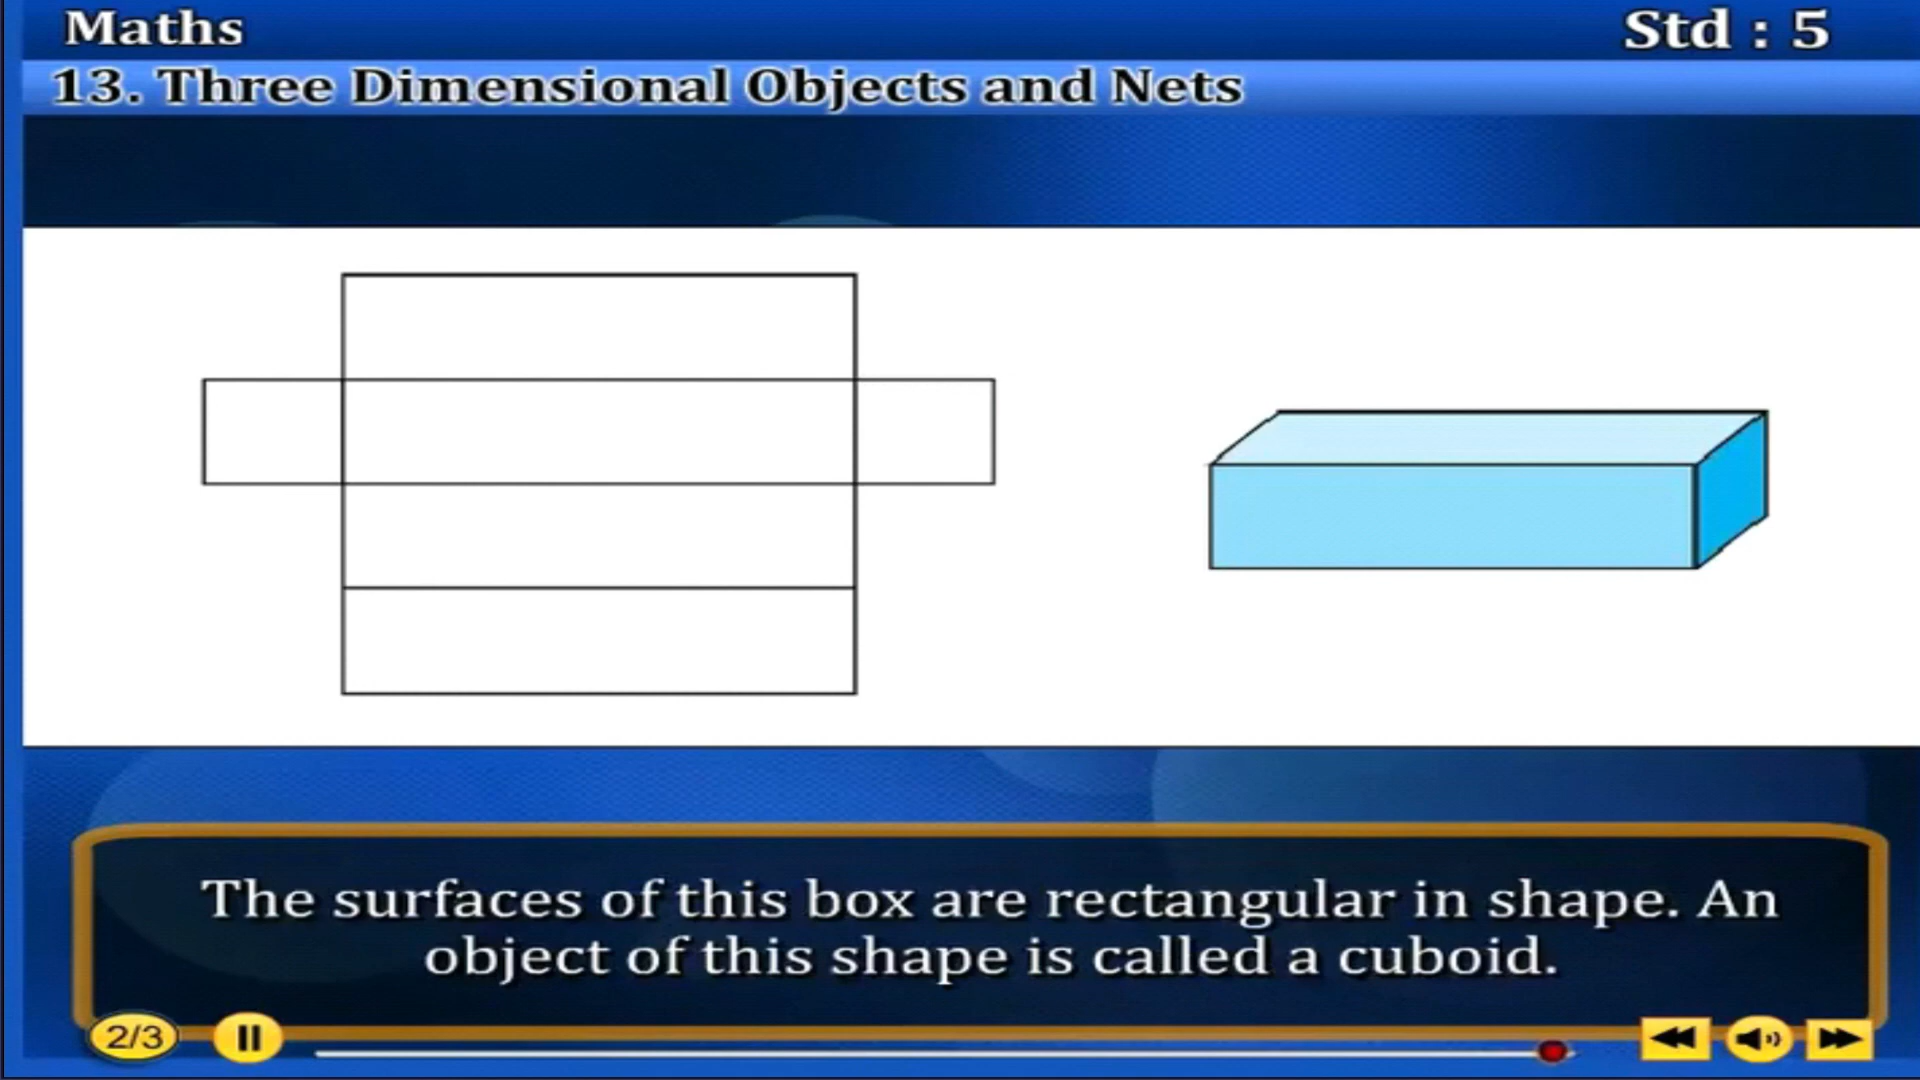 Maths
Std : 5
13. Three Dimensional Objects and Nets
The surfaces of this box are rectangular in shape. An
object of this shape is called a cuboid.
2/3